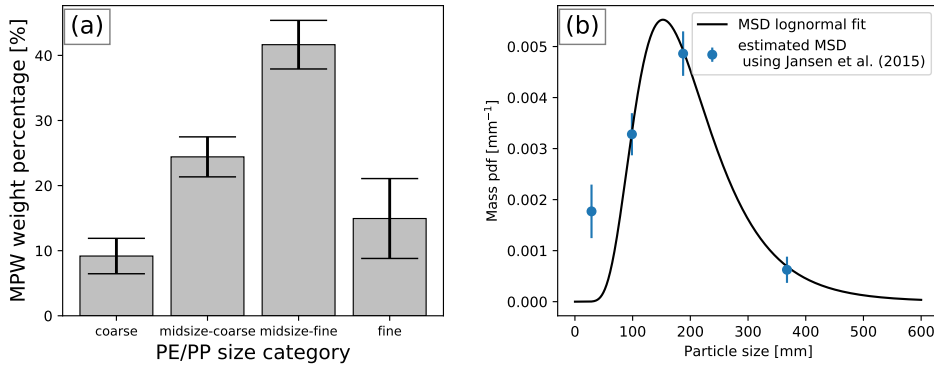 (a)
MPW weight percentage [%]
0
10
20
30
40
coarse
midsize-coarse
midsize-fine
fine
PE/PP size category
(b)
MSD lognormal fit
estimated MSD
using Jansen et al. (2015)
Mass pdf [mm⁻¹]
0.000
0.001
0.002
0.003
0.004
0.005
0
100
200
300
400
500
600
Particle size [mm]